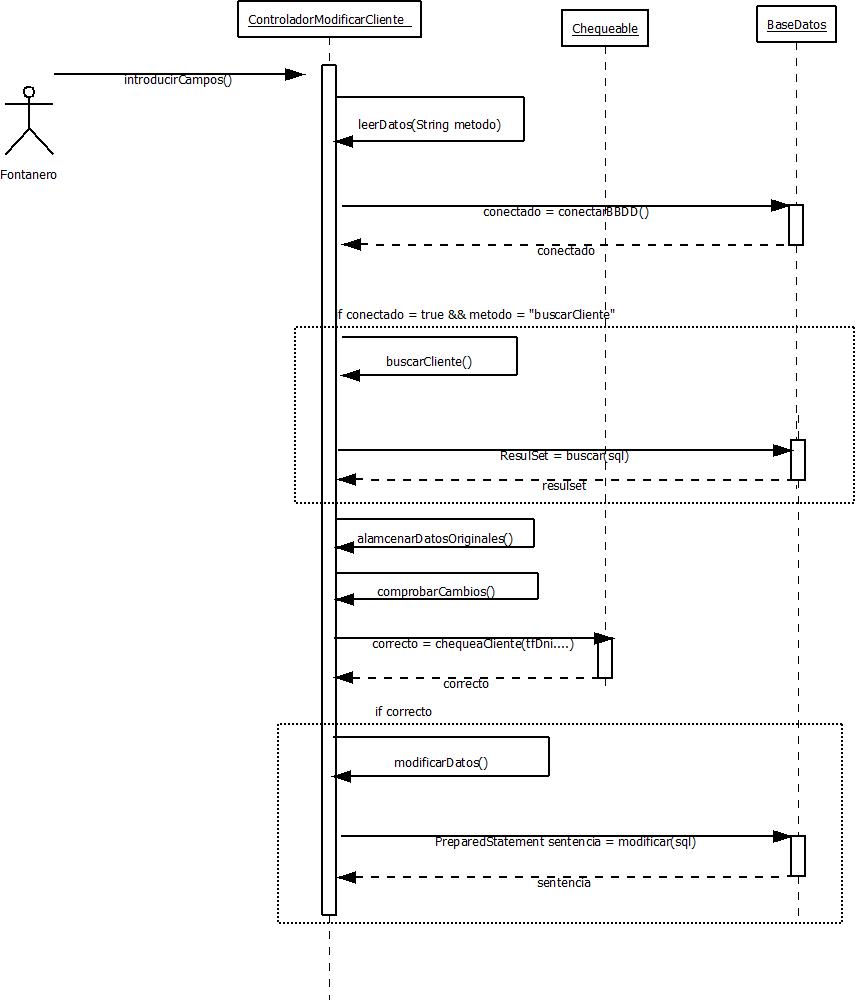 ControladorModificarCliente
Chequeable
BaseDatos
introducirCampos()
Fontanero
leerDatos(String metodo)
conectado = conectarBBDD()
conectado
f conectado = true && metodo = "buscarCliente"
buscarCliente()
ResulSet = buscar(sql)
resulset
alamcenarDatosOriginales()
comprobarCambios()
correcto = chequeaCliente(tfDni....)
correcto
if correcto
modificarDatos()
PreparedStatement sentencia = modificar(sql)
sentencia